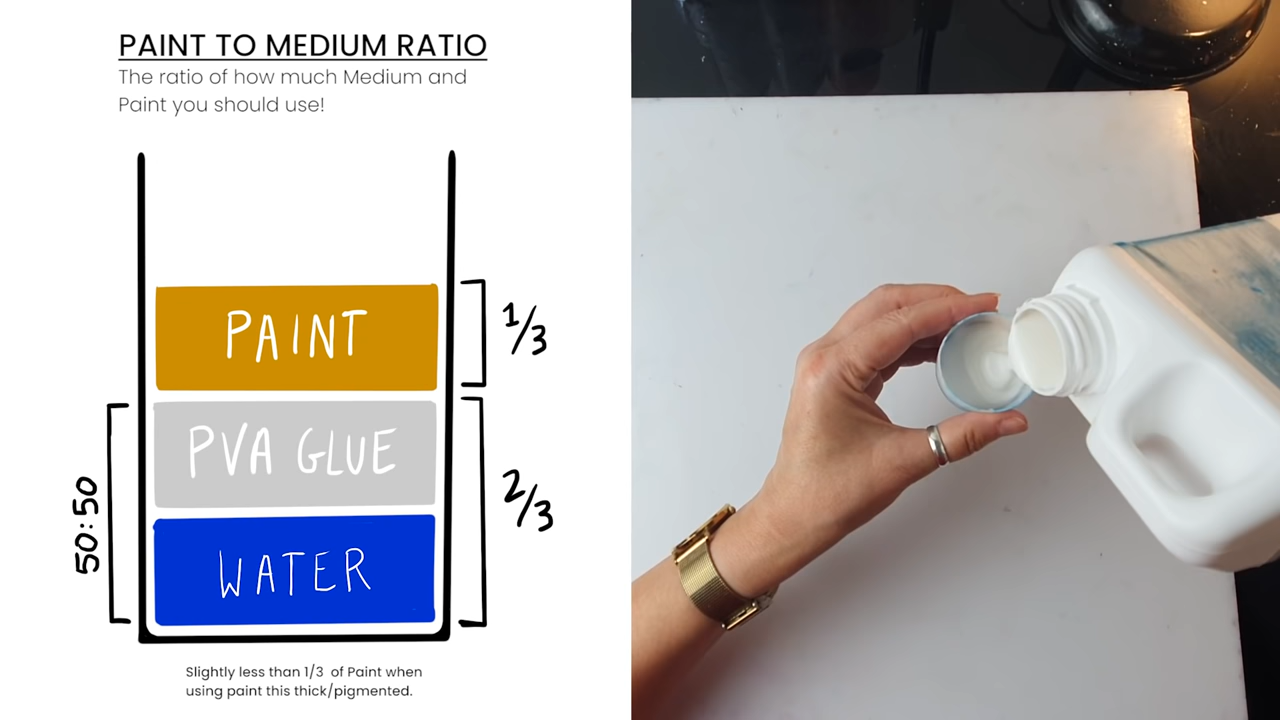 PAINT TO MEDIUM RATIO
The ratio of how much Medium and
Paint you should use!
PAINT
1/3
PVA GLUE
50:50
2/3
WATER
Slightly less than 1/3 of Paint when
using paint this thick/pigmented.